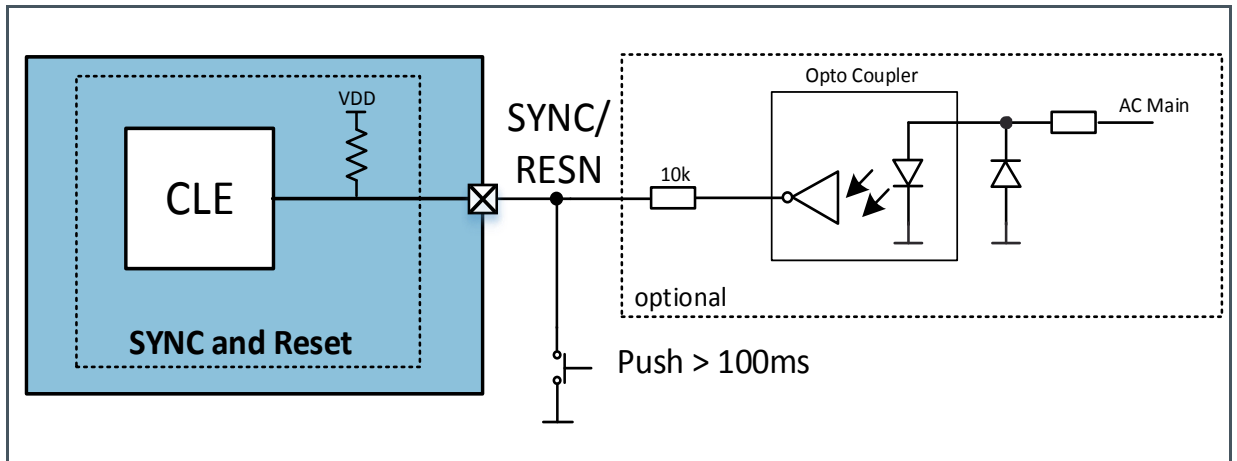 Opto Coupler
VDD
AC Main
SYNC/
RESN
10k
CLE
optional
SYNC and Reset
Push > 100ms